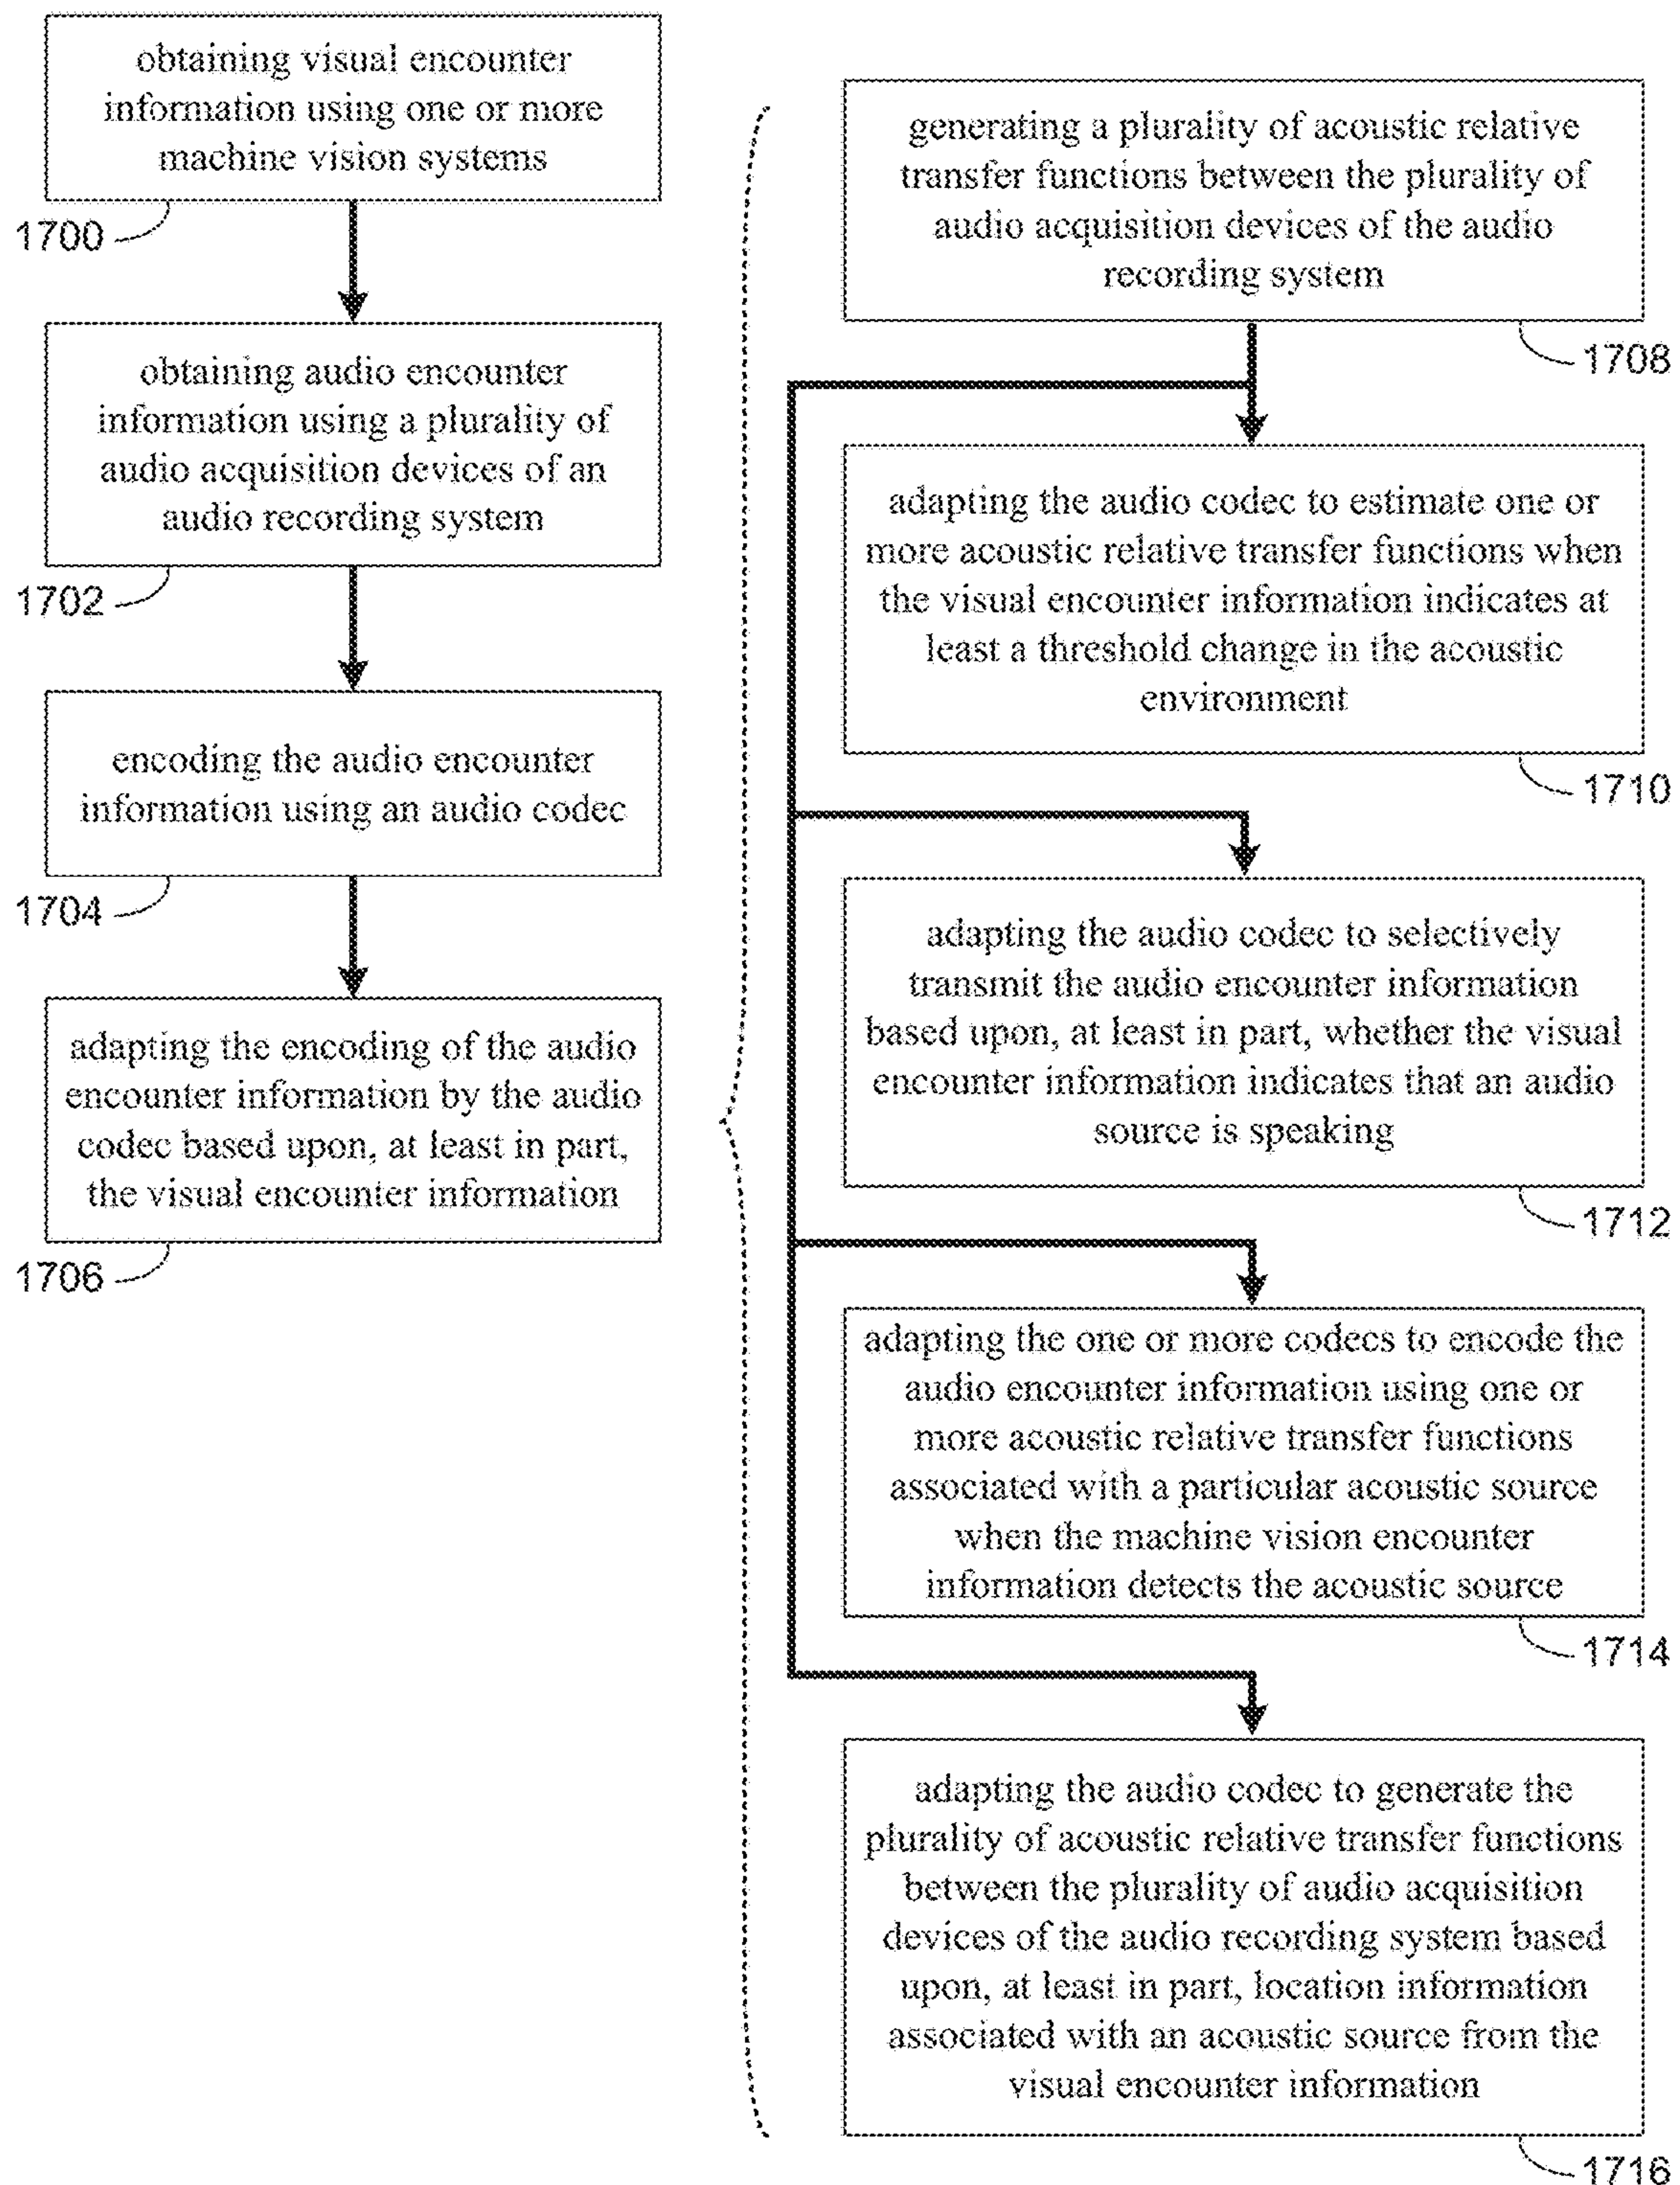 obtaining visual encounter
information using one or more
machine vision systems
1700
obtaining audio encounter
information using a plurality of
audio acquisition devices of an
audio recording system
1702
encoding the audio encounter
information using an audio codec
1704
adapting the encoding of the audio
encounter information by the audio
codec based upon, at least in part,
the visual encounter information
1706
generating a plurality of acoustic relative
transfer functions between the plurality of
audio acquisition devices of the audio
recording system
1708
adapting the audio codec to estimate one or
more acoustic relative transfer functions when
the visual encounter information indicates at
least a threshold change in the acoustic
environment
1710
adapting the audio codec to selectively
transmit the audio encounter information
based upon, at least in part, whether the visual
encounter information indicates that an audio
source is speaking
1712
adapting the one or more codecs to encode the
audio encounter information using one or
more acoustic relative transfer functions
associated with a particular acoustic source
when the machine vision encounter
information detects the acoustic source
1714
adapting the audio codec to generate the
plurality of acoustic relative transfer functions
between the plurality of audio acquisition
devices of the audio recording system based
upon, at least in part, location information
associated with an acoustic source from the
visual encounter information
1716